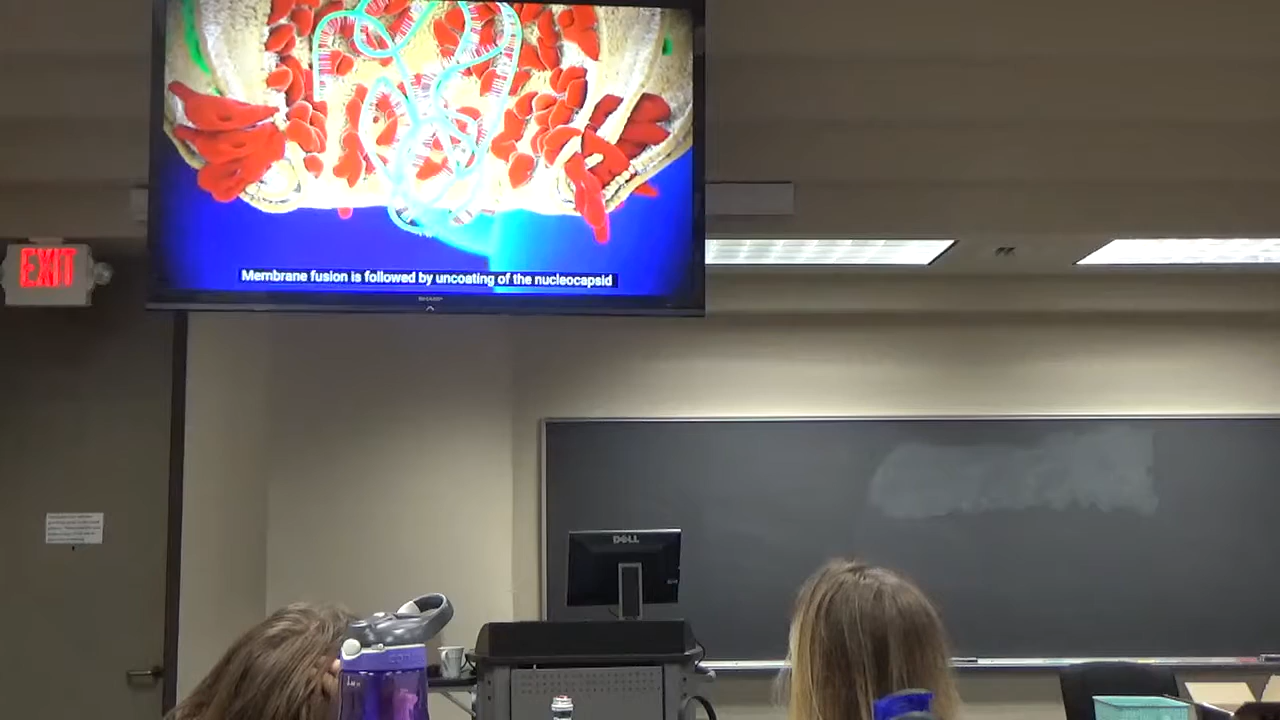 EXIT
Membrane fusion is followed by uncoating of the nucleocapsid
SHARP
DELL